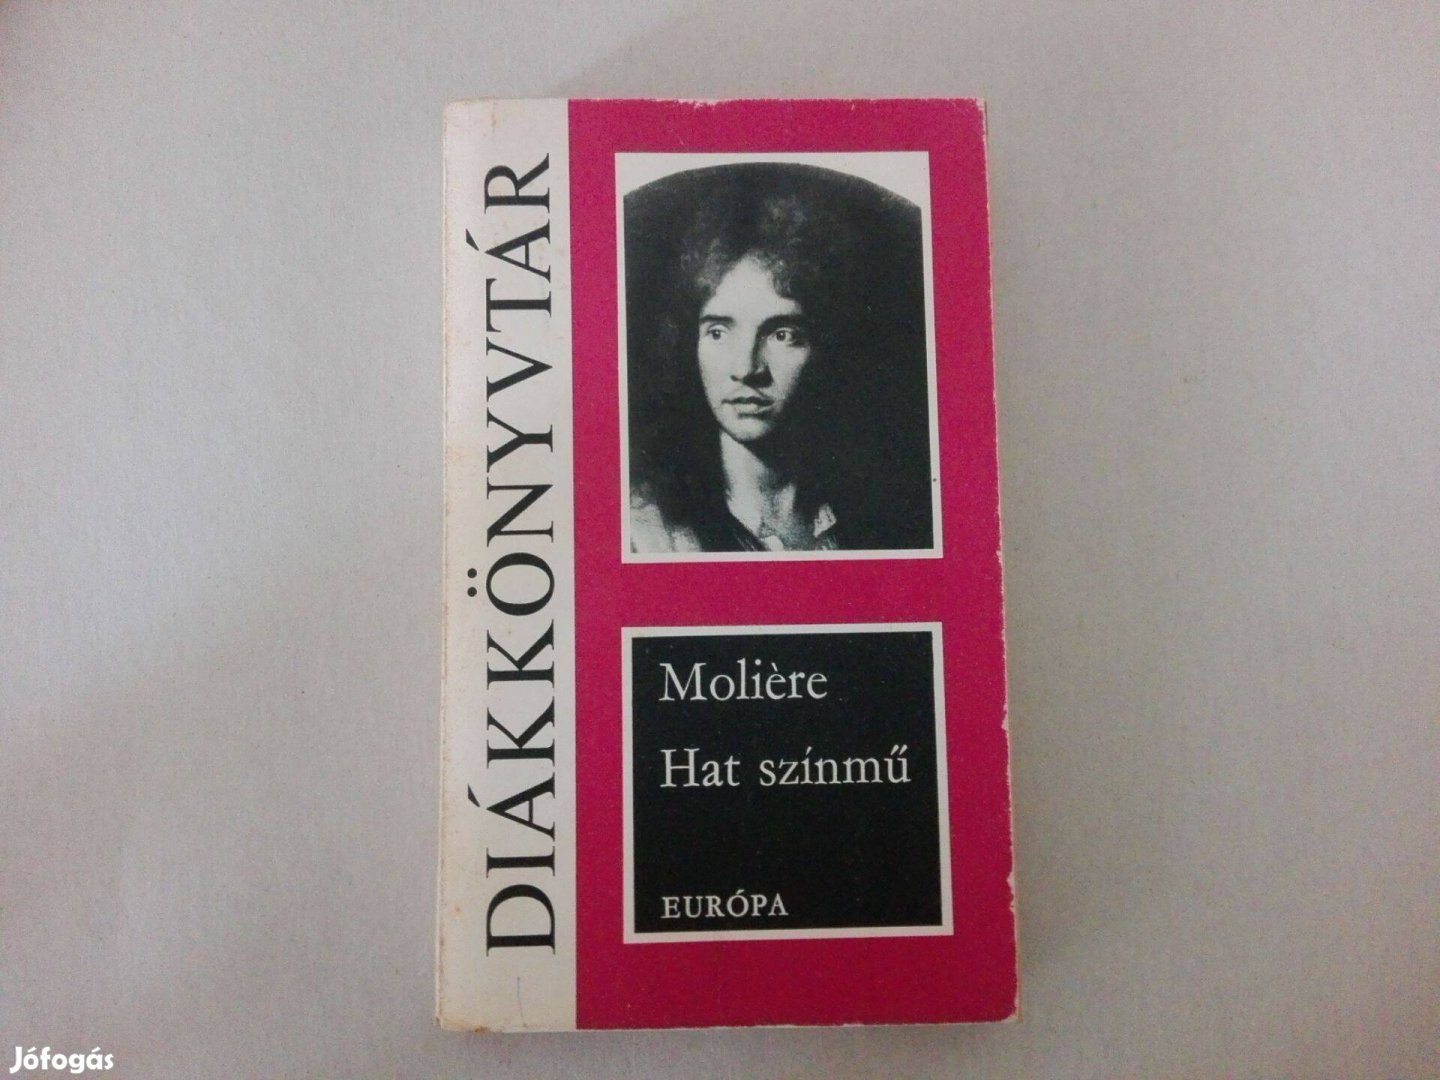 DIÁKKÖNYVTÁR
Molière
Hat színmű
EURÓPA
Jófogás